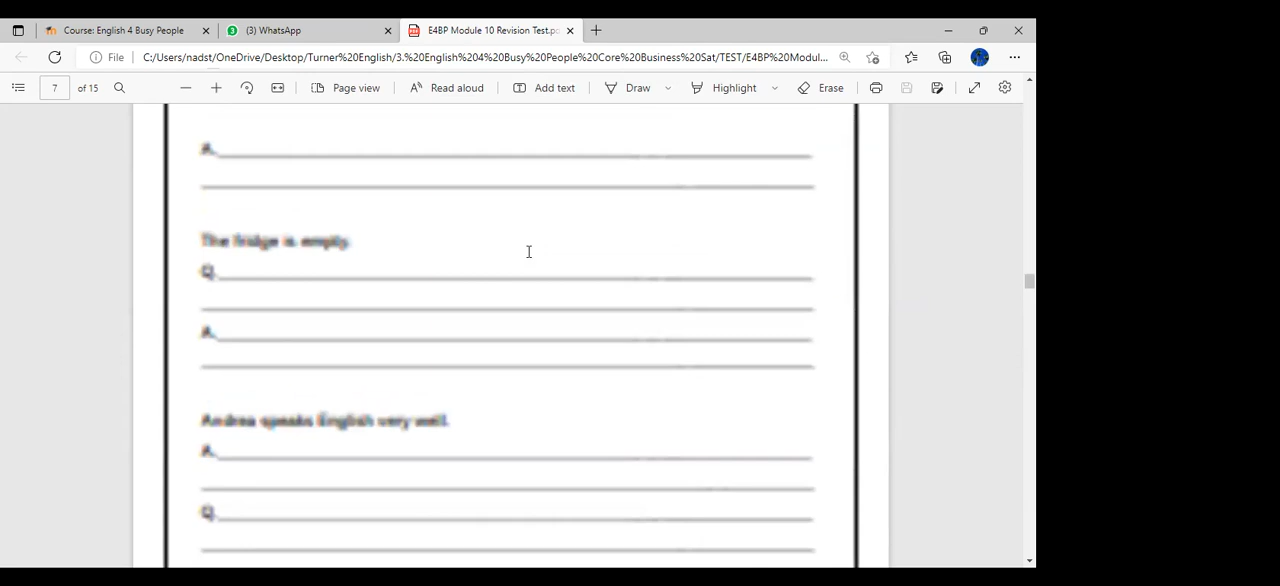 Course: English 4 Busy People
(3) WhatsApp
E4BP Module 10 Revision Test.pd
File
C:/Users/nadst/OneDrive/Desktop/Turner%20English/3.%20English%204%20Busy%20People%20Core%20Business%20Sat/TEST/E4BP%20Modul...
7 of 15
Page view
Read aloud
Add text
Draw
Highlight
Erase
A.
The fridge is empty.
Q.
A.
Andrea speaks English very well.
A.
Q.